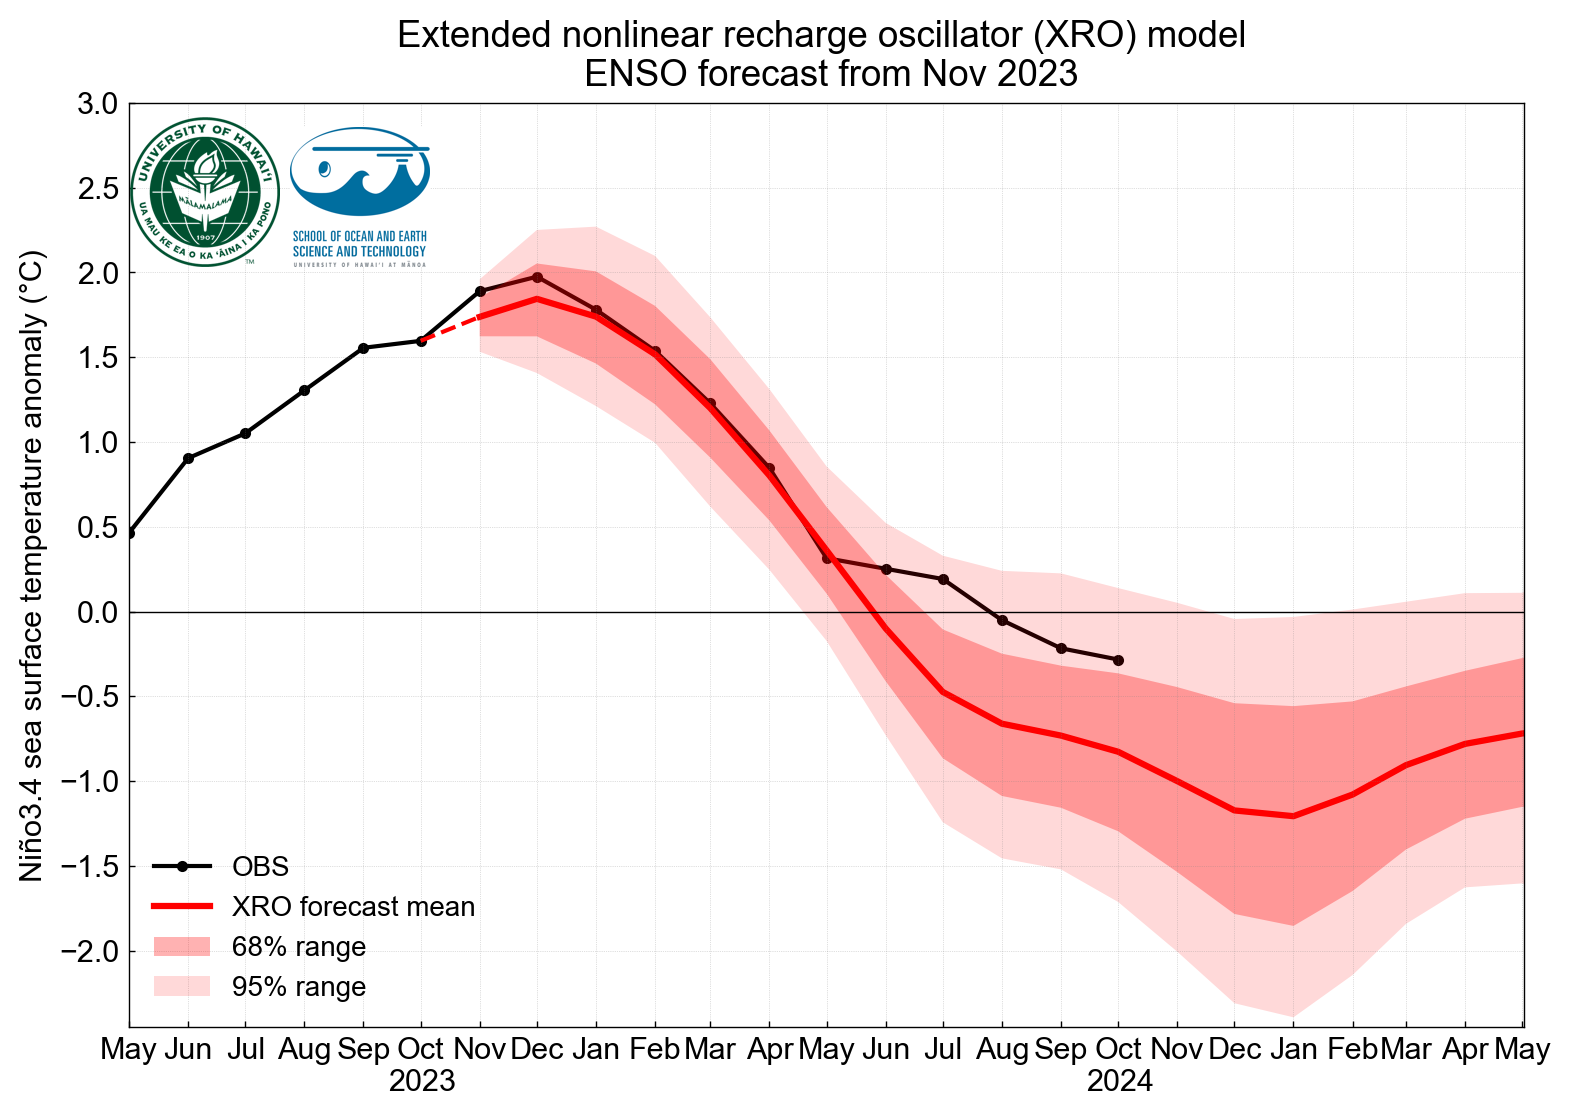 Extended nonlinear recharge oscillator (XRO) model
ENSO forecast from Nov 2023
Niño3.4 sea surface temperature anomaly (°C)
3.0
2.5
2.0
1.5
1.0
0.5
0.0
−0.5
−1.0
−1.5
−2.0
UNIVERSITY OF HAWAI'I
MĀLAMALAMA
1907
UA MAU KE EA O KA 'ĀINA I KA PONO
TM
SCHOOL OF OCEAN AND EARTH
SCIENCE AND TECHNOLOGY
UNIVERSITY OF HAWAI'I AT MĀNOA
OBS
XRO forecast mean
68% range
95% range
May Jun Jul Aug Sep Oct Nov Dec Jan Feb Mar Apr May Jun Jul Aug Sep Oct Nov Dec Jan Feb Mar Apr May
2023 2024